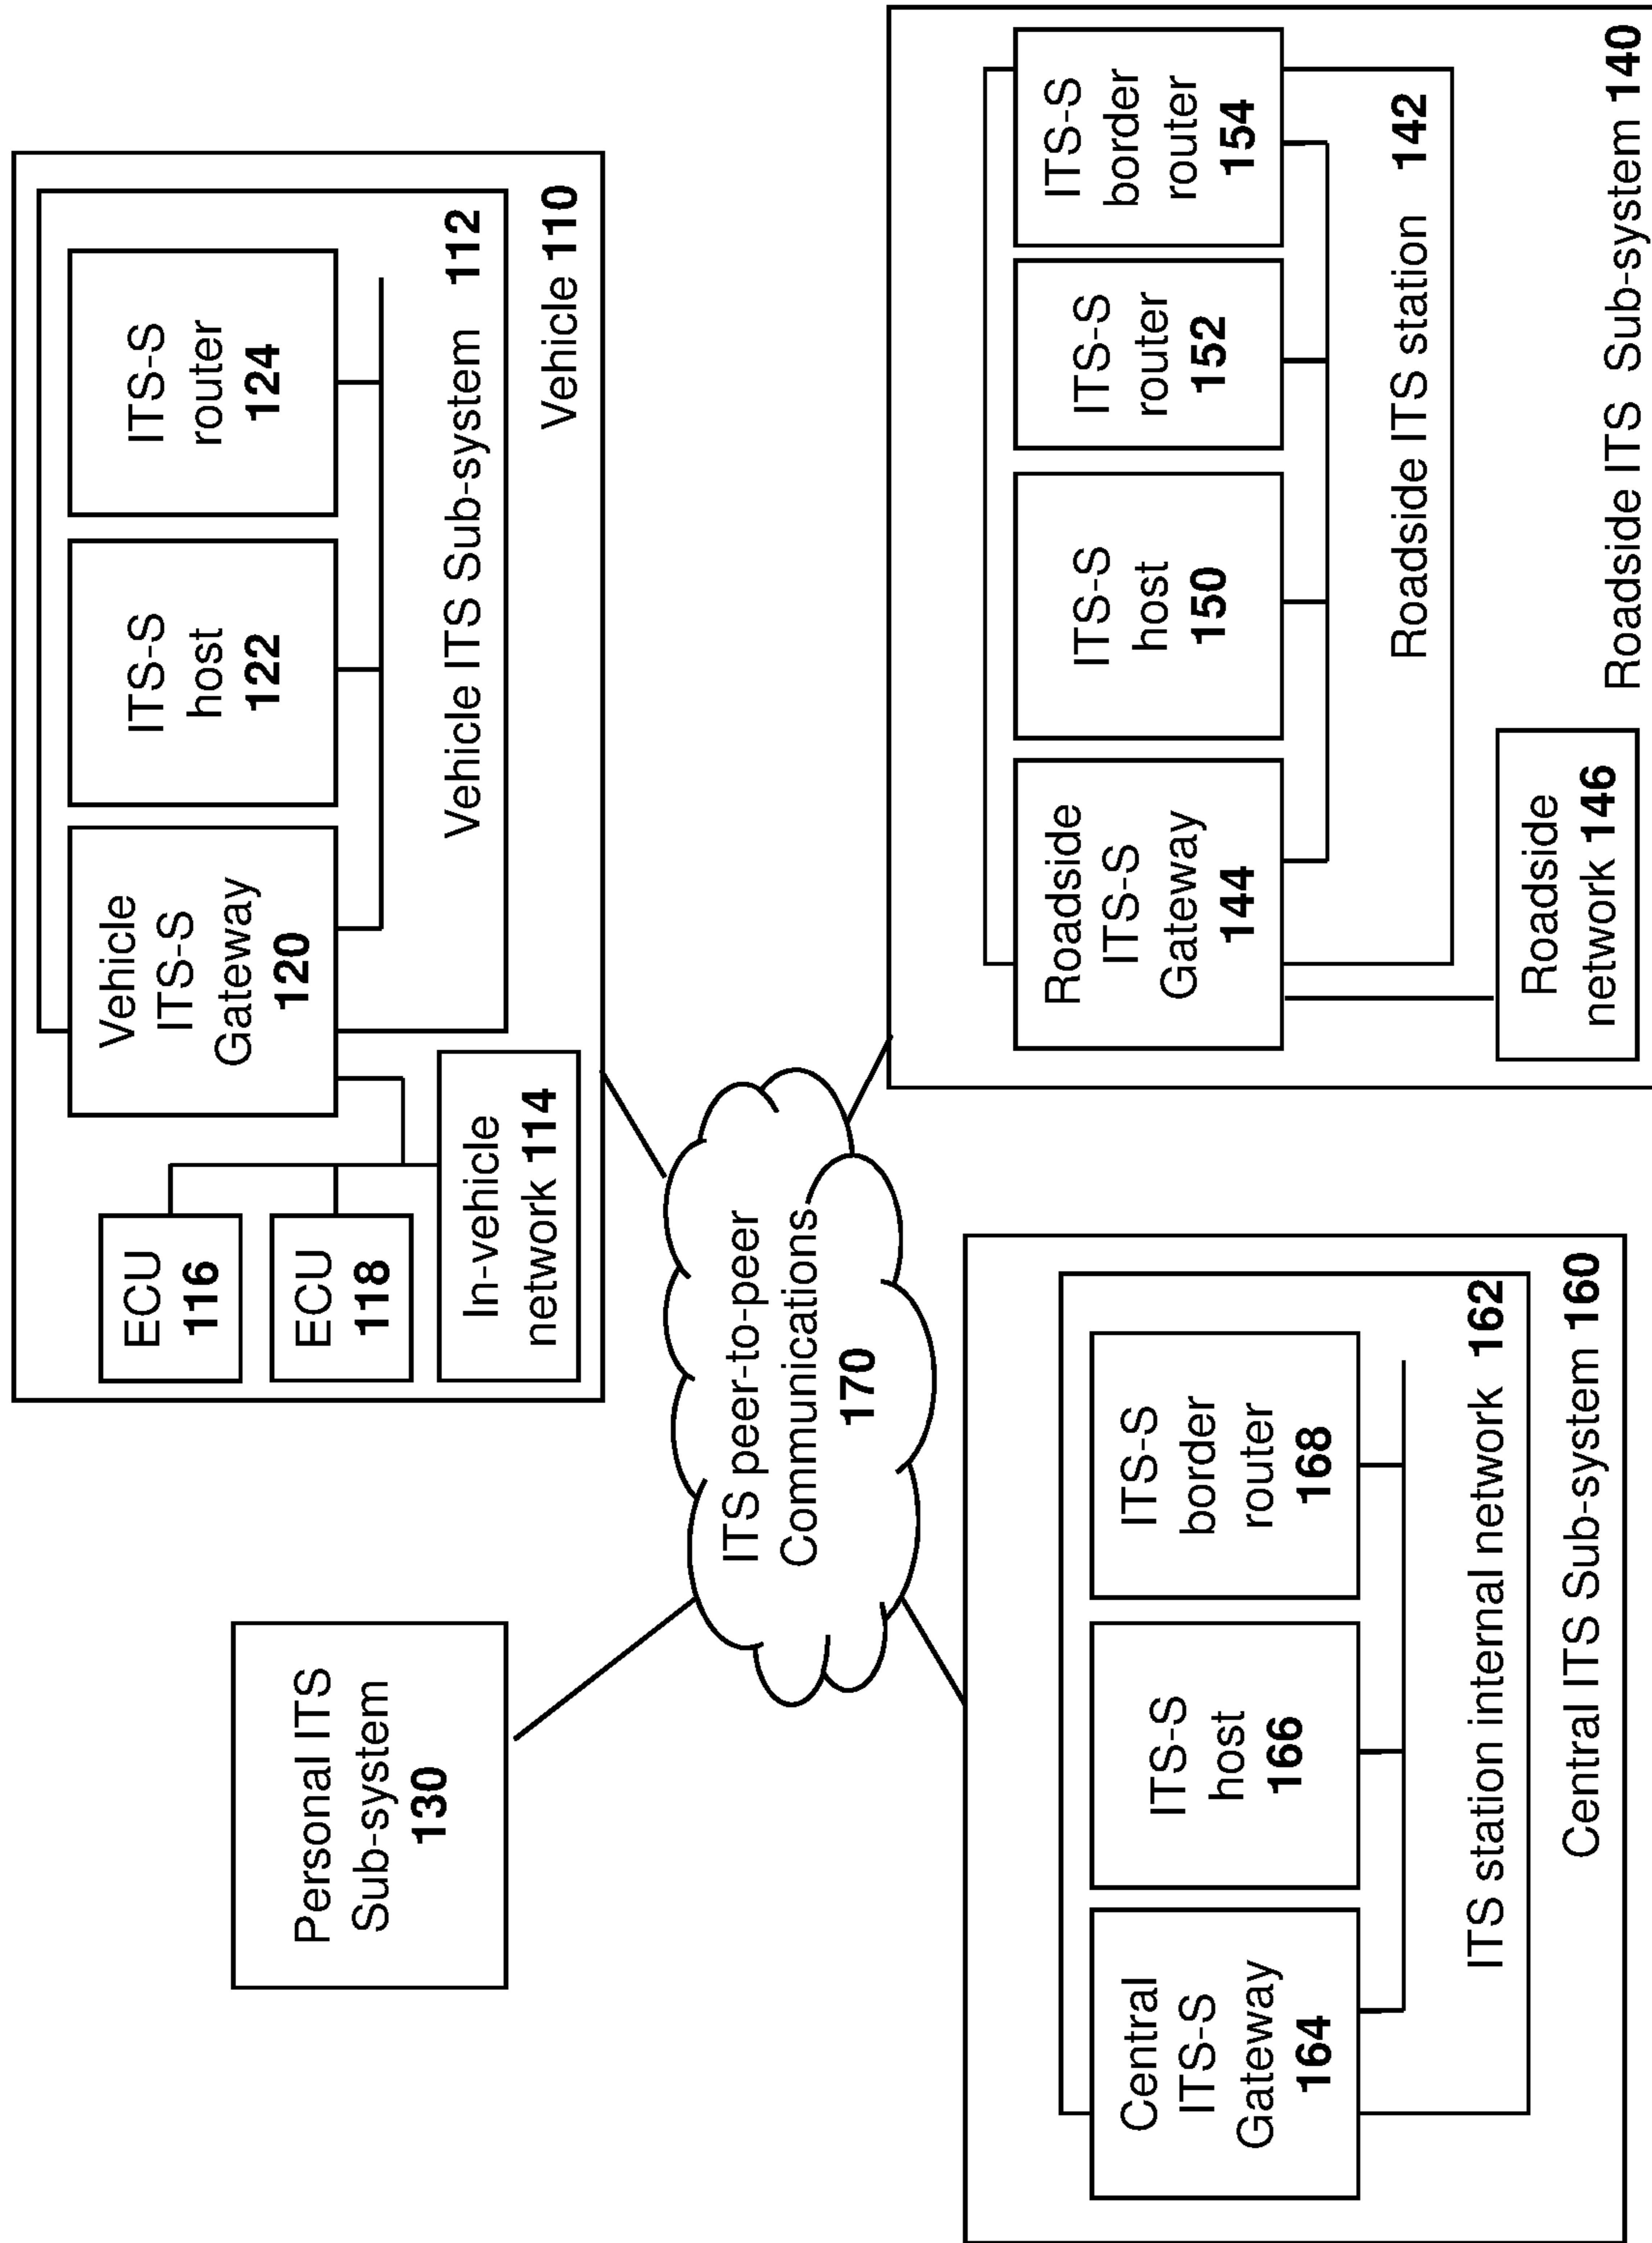 Personal ITS
Sub-system
130
ECU
116
ECU
118
In-vehicle
network 114
Vehicle
ITS-S
Gateway
120
ITS-S
host
122
ITS-S
router
124
Vehicle ITS Sub-system 112
Vehicle 110
ITS peer-to-peer
Communications
170
Central
ITS-S
Gateway
164
ITS-S
host
166
ITS-S
border
router
168
ITS station internal network 162
Central ITS Sub-system 160
Roadside
ITS-S
Gateway
144
ITS-S
host
150
ITS-S
router
152
ITS-S
border
router
154
Roadside ITS station 142
Roadside
network 146
Roadside ITS Sub-system 140